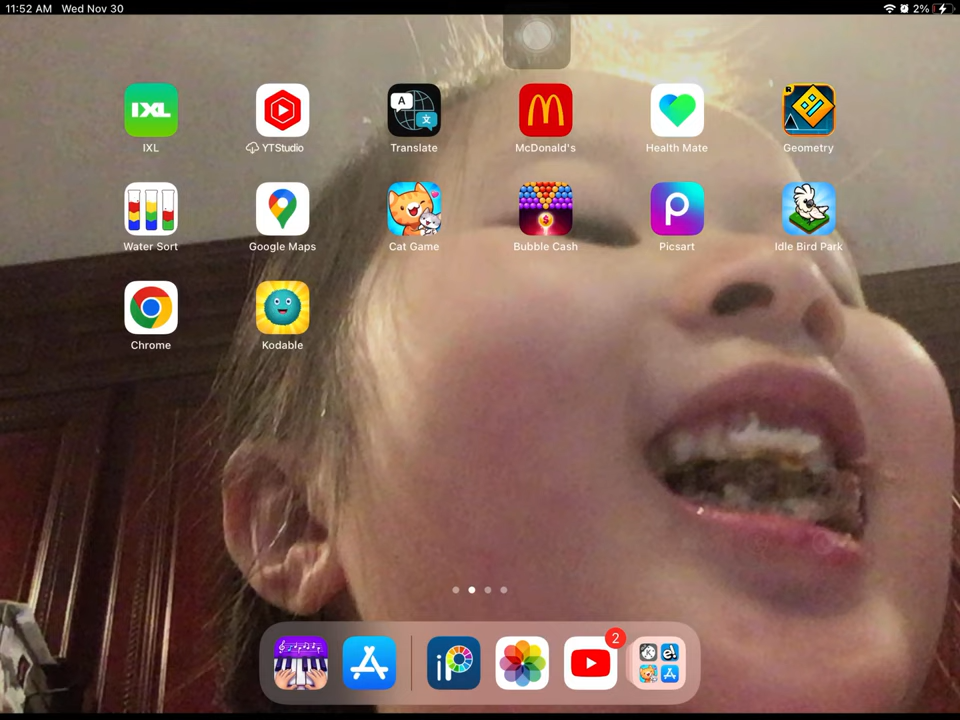 11:52 AM Wed Nov 30 2%
IXL
A 文
IXL YTStudio Translate McDonald's Health Mate Geometry
R
Water Sort Google Maps Cat Game Bubble Cash Picsart Idle Bird Park
Chrome Kodable
2
iP